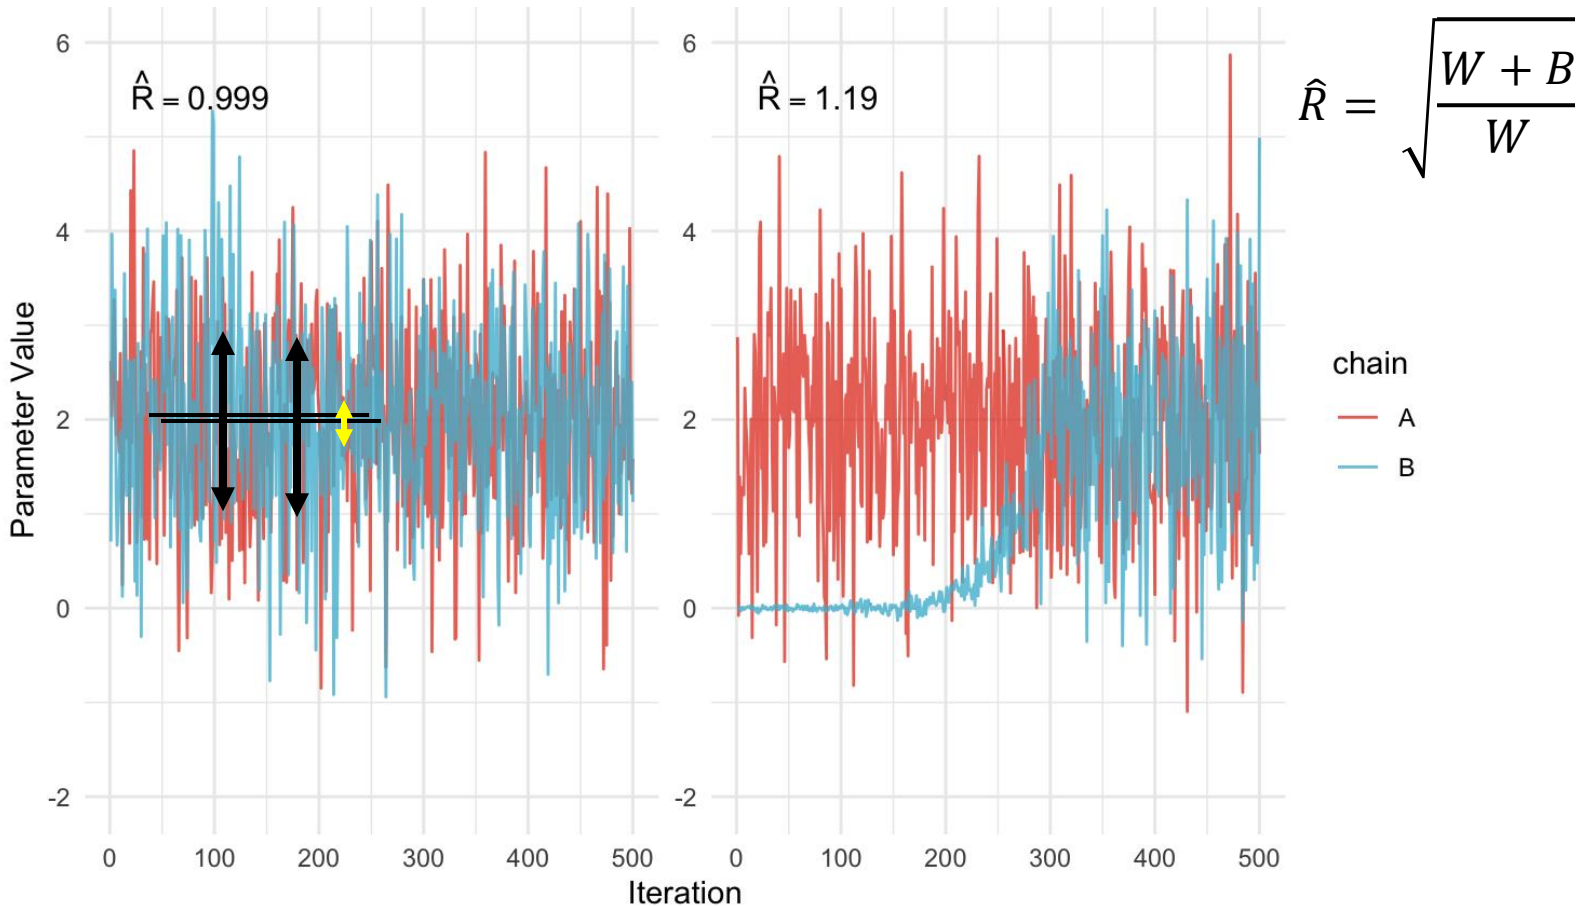 R̂ = 0.999
R̂ = 1.19
R̂ = √((W + B)/W)
Parameter Value
6
4
2
0
-2
6
4
2
0
-2
0 100 200 300 400 500
0 100 200 300 400 500
Iteration
chain
A
B